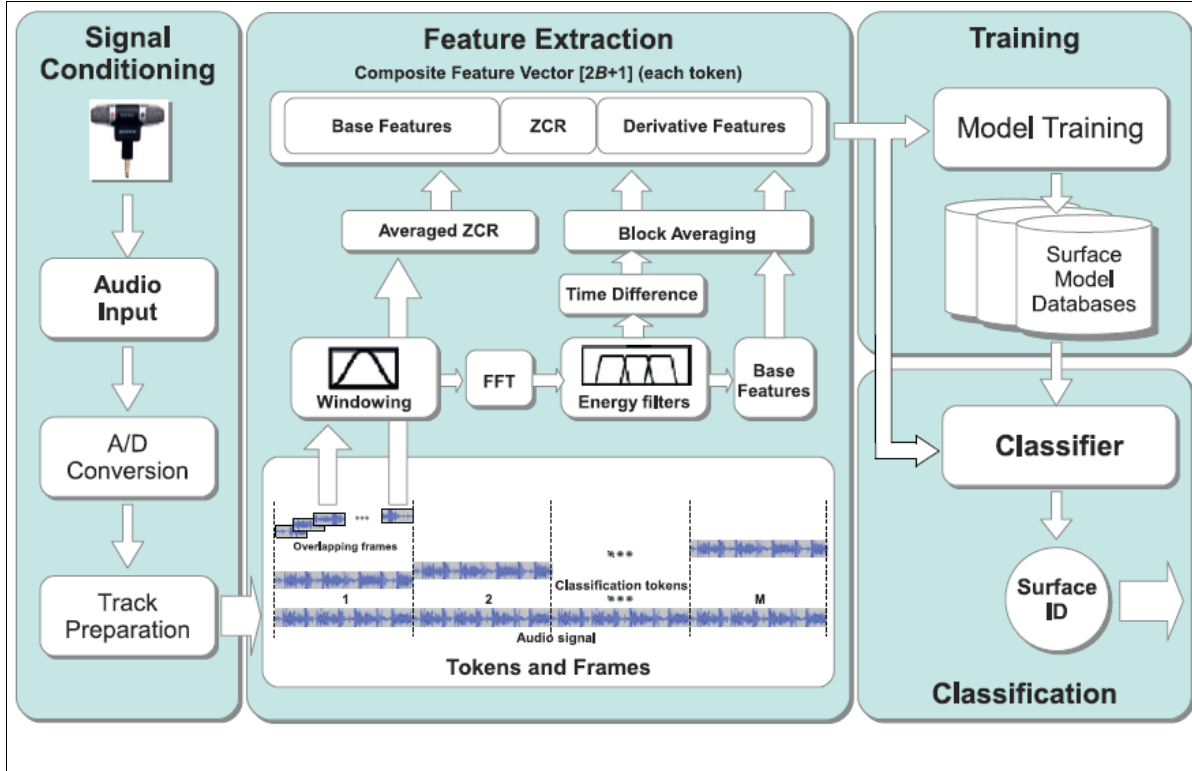 Signal
Conditioning
Audio
Input
A/D
Conversion
Track
Preparation
Feature Extraction
Composite Feature Vector [2B+1] (each token)
Base Features
ZCR
Derivative Features
Averaged ZCR
Block Averaging
Time Difference
Windowing
FFT
Energy filters
Base
Features
Overlapping frames
Classification tokens
1
2
M
Audio signal
Tokens and Frames
Training
Model Training
Surface
Model
Databases
Classifier
Surface
ID
Classification